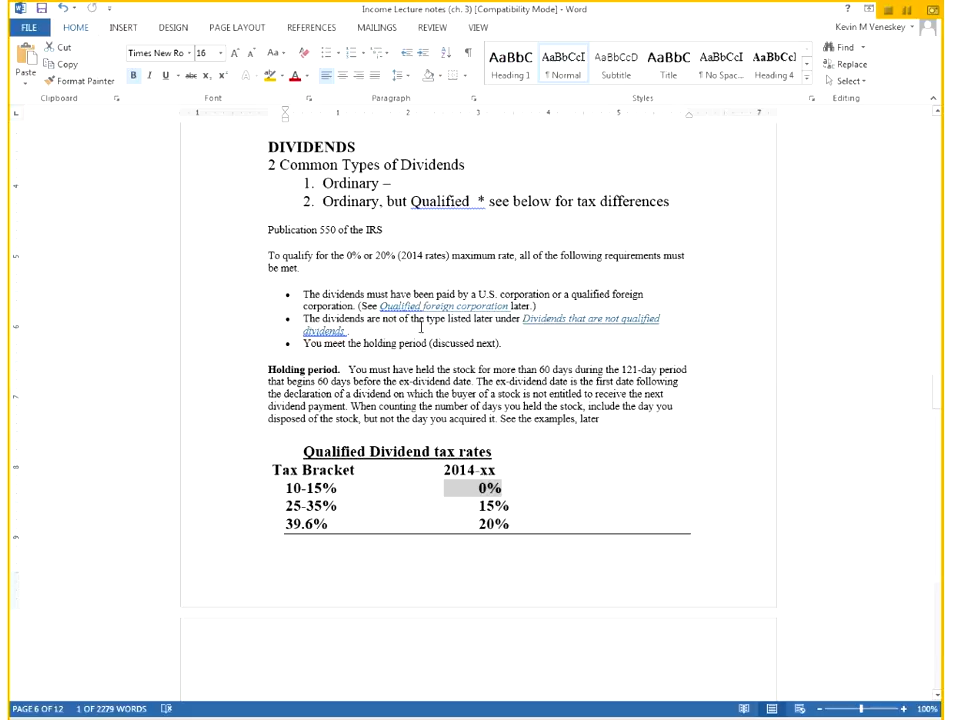 Income Lecture notes (ch. 3) [Compatibility Mode] - Word
FILE HOME INSERT DESIGN PAGE LAYOUT REFERENCES MAILINGS REVIEW VIEW Kevin M Veneskey
Paste
Cut
Copy
Format Painter
Times New Ro 16
AaBbC AaBbCcI AaBbCcD AaBbC AaBbCcI AaBbCc
Heading 1 ¶ Normal Subtitle Title ¶ No Spac... Heading 4
Find
Replace
Select
Clipboard Font Paragraph Styles Editing
DIVIDENDS
2 Common Types of Dividends
1. Ordinary –
2. Ordinary, but Qualified * see below for tax differences
Publication 550 of the IRS
To qualify for the 0% or 20% (2014 rates) maximum rate, all of the following requirements must
be met.
• The dividends must have been paid by a U.S. corporation or a qualified foreign
corporation. (See Qualified foreign corporation later.)
• The dividends are not of the type listed later under Dividends that are not qualified
dividends .
• You meet the holding period (discussed next).
Holding period. You must have held the stock for more than 60 days during the 121-day period
that begins 60 days before the ex-dividend date. The ex-dividend date is the first date following
the declaration of a dividend on which the buyer of a stock is not entitled to receive the next
dividend payment. When counting the number of days you held the stock, include the day you
disposed of the stock, but not the day you acquired it. See the examples, later
Qualified Dividend tax rates
Tax Bracket 2014-xx
10-15% 0%
25-35% 15%
39.6% 20%
PAGE 6 OF 12 1 OF 2279 WORDS 100%